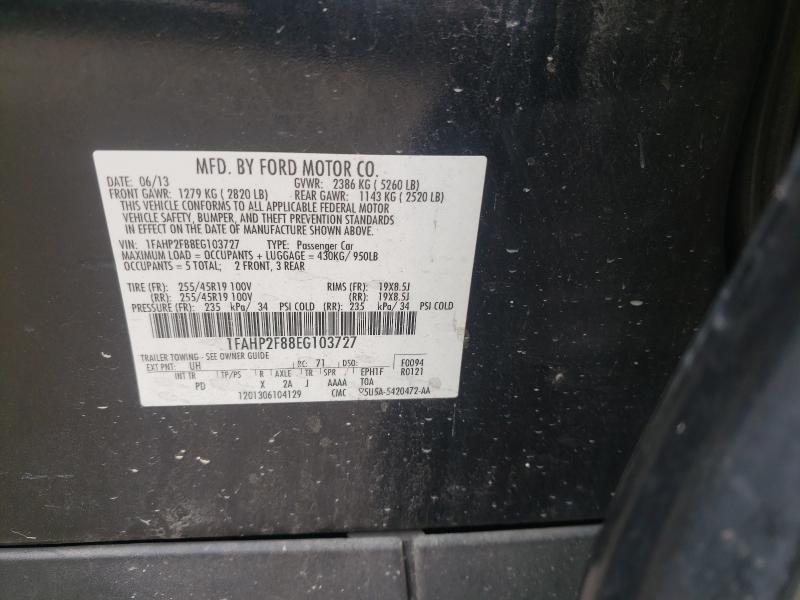 MFD. BY FORD MOTOR CO.
DATE: 06/13 GVWR: 2386 KG ( 5260 LB)
FRONT GAWR: 1279 KG ( 2820 LB) REAR GAWR: 1143 KG ( 2520 LB)
THIS VEHICLE CONFORMS TO ALL APPLICABLE FEDERAL MOTOR
VEHICLE SAFETY, BUMPER, AND THEFT PREVENTION STANDARDS
IN EFFECT ON THE DATE OF MANUFACTURE SHOWN ABOVE.
VIN: 1FAHP2F88EG103727 TYPE: Passenger Car
MAXIMUM LOAD = OCCUPANTS + LUGGAGE = 430KG/ 950LB
OCCUPANTS = 5 TOTAL; 2 FRONT, 3 REAR
TIRE (FR): 255/45R19 100V RIMS (FR): 19X8.5J
(RR): 255/45R19 100V (RR): 19X8.5J
PRESSURE (FR): 235 kPa/ 34 PSI COLD (RR): 235 kPa/ 34 PSI COLD
1FAHP2F88EG103727
TRAILER TOWING - SEE OWNER GUIDE
EXT PNT: UH RC: 71 DSO: F0094
INT TR TP/PS R AXLE TR SPR EPH1F R0121
PD X 2A J AAAA TOA
1201306104129 CMC 5U5A-5420472-AA